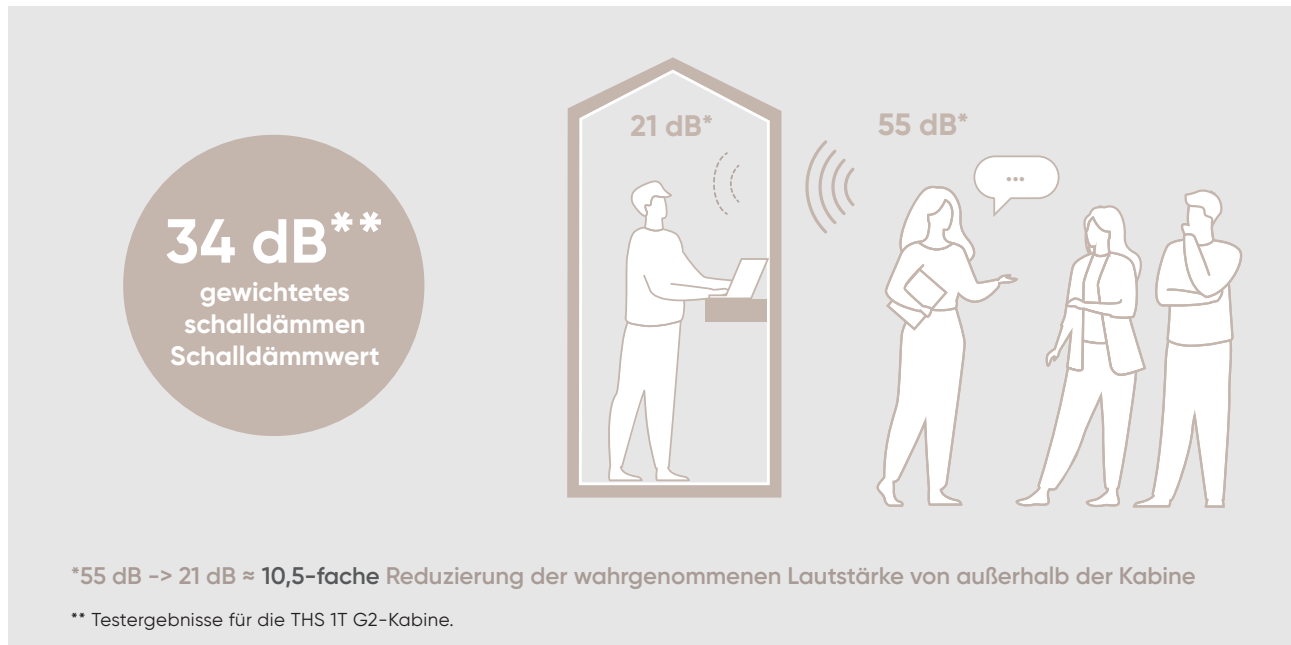 34 dB**
gewichtetes
schalldämmen
Schalldämmwert
21 dB*
55 dB*
...
*55 dB -> 21 dB ≈ 10,5-fache Reduzierung der wahrgenommenen Lautstärke von außerhalb der Kabine
** Testergebnisse für die THS 1T G2-Kabine.